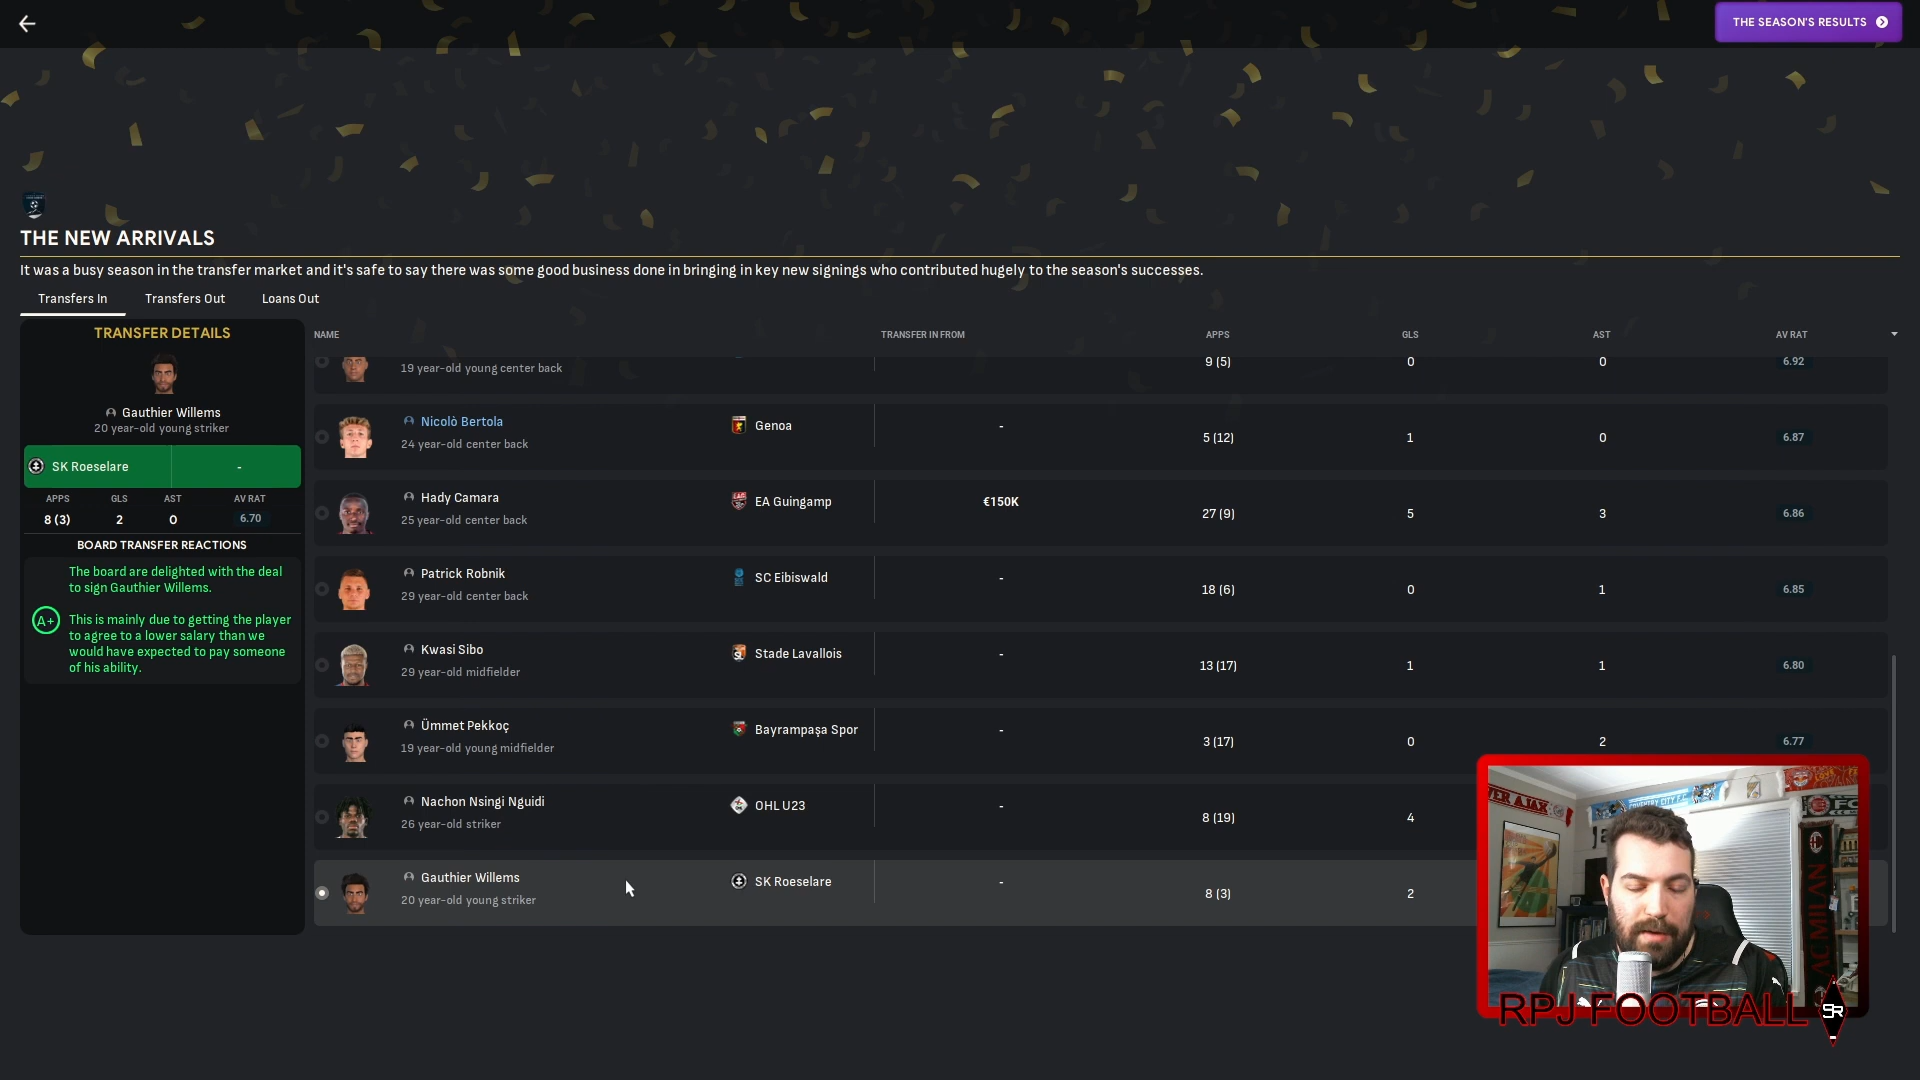 THE SEASON'S RESULTS
THE NEW ARRIVALS
It was a busy season in the transfer market and it's safe to say there was some good business done in bringing in key new signings who contributed hugely to the season's successes.
Transfers In Transfers Out Loans Out
TRANSFER DETAILS
Gauthier Willems
20 year-old young striker
SK Roeselare -
APPS GLS AST AV RAT
8 (3) 2 0 6.70
BOARD TRANSFER REACTIONS
The board are delighted with the deal
to sign Gauthier Willems.
A+
This is mainly due to getting the player
to agree to a lower salary than we
would have expected to pay someone
of his ability.
NAME TRANSFER IN FROM APPS GLS AST AV RAT
19 year-old young center back 9 (5) 0 0 6.92
Nicolò Bertola Genoa - 5 (12) 1 0 6.87
24 year-old center back
Hady Camara EA Guingamp €150K 27 (9) 5 3 6.86
25 year-old center back
Patrick Robnik SC Eibiswald - 18 (6) 0 1 6.85
29 year-old center back
Kwasi Sibo Stade Lavallois - 13 (17) 1 1 6.80
29 year-old midfielder
Ümmet Pekkoç Bayrampaşa Spor - 3 (17) 0 2 6.77
19 year-old young midfielder
Nachon Nsingi Nguidi OHL U23 - 8 (19) 4
26 year-old striker
Gauthier Willems SK Roeselare - 8 (3) 2
20 year-old young striker
COVENTRY CITY F.C
AC MILAN
RPJ FOOTBALL